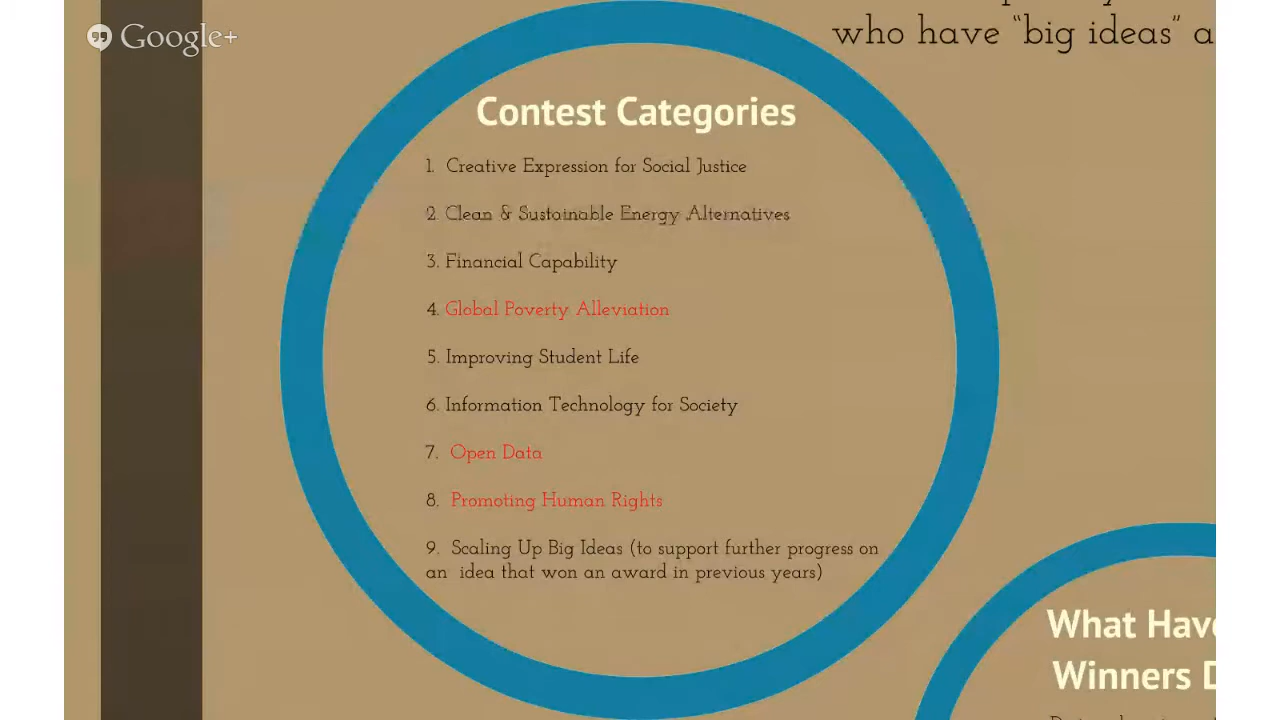 Google+
who have “big ideas” a
Contest Categories
1. Creative Expression for Social Justice
2. Clean & Sustainable Energy Alternatives
3. Financial Capability
4. Global Poverty Alleviation
5. Improving Student Life
6. Information Technology for Society
7. Open Data
8. Promoting Human Rights
9. Scaling Up Big Ideas (to support further progress on
an idea that won an award in previous years)
What Have
Winners D